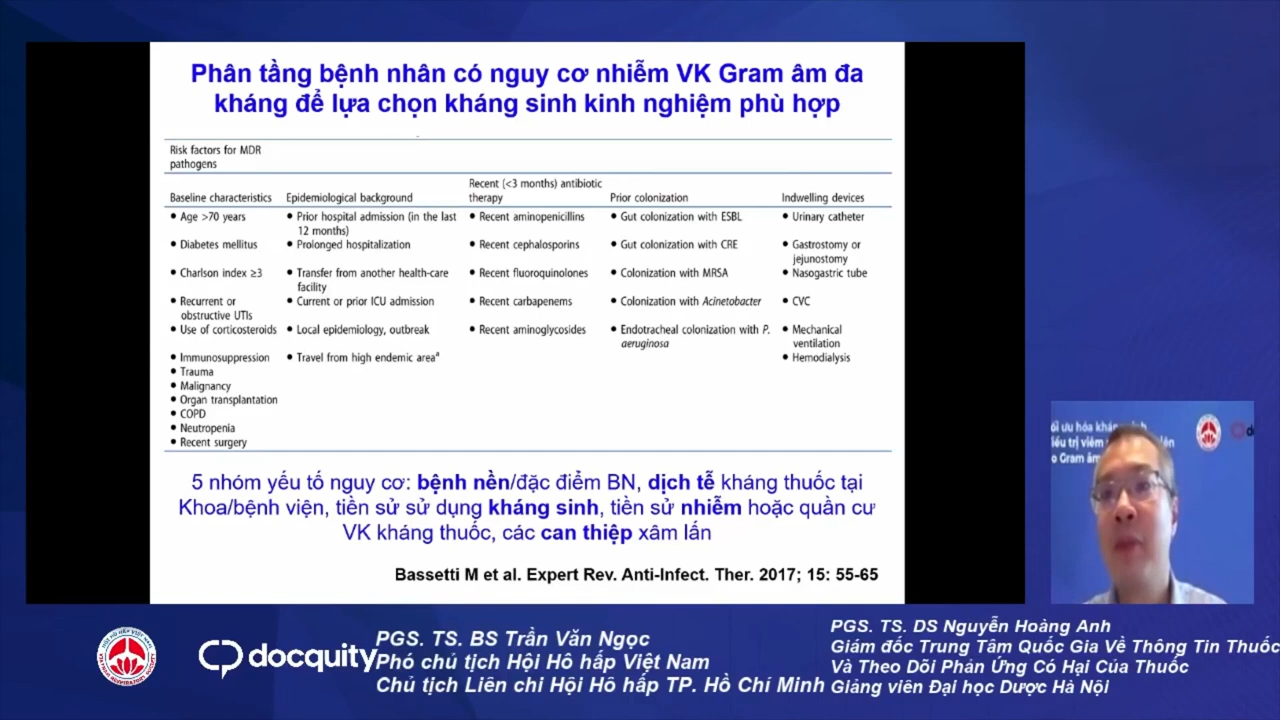 Phân tầng bệnh nhân có nguy cơ nhiễm VK Gram âm đa
kháng để lựa chọn kháng sinh kinh nghiệm phù hợp
Risk factors for MDR
pathogens
Baseline characteristics
Epidemiological background
Recent (<3 months) antibiotic
therapy
Prior colonization
Indwelling devices
• Age >70 years
• Diabetes mellitus
• Charlson index ≥3
• Recurrent or
obstructive UTIs
• Use of corticosteroids
• Immunosuppression
• Trauma
• Malignancy
• Organ transplantation
• COPD
• Neutropenia
• Recent surgery
• Prior hospital admission (in the last
12 months)
• Prolonged hospitalization
• Transfer from another health-care
facility
• Current or prior ICU admission
• Local epidemiology, outbreak
• Travel from high endemic areaᵃ
• Recent aminopenicillins
• Recent cephalosporins
• Recent fluoroquinolones
• Recent carbapenems
• Recent aminoglycosides
• Gut colonization with ESBL
• Gut colonization with CRE
• Colonization with MRSA
• Colonization with Acinetobacter
• Endotracheal colonization with P.
aeruginosa
• Urinary catheter
• Gastrostomy or
jejunostomy
• Nasogastric tube
• CVC
• Mechanical
ventilation
• Hemodialysis
5 nhóm yếu tố nguy cơ: bệnh nền/đặc điểm BN, dịch tễ kháng thuốc tại
Khoa/bệnh viện, tiền sử sử dụng kháng sinh, tiền sử nhiễm hoặc quần cư
VK kháng thuốc, các can thiệp xâm lấn
Bassetti M et al. Expert Rev. Anti-Infect. Ther. 2017; 15: 55-65
docquity
PGS. TS. BS Trần Văn Ngọc
Phó chủ tịch Hội Hô hấp Việt Nam
Chủ tịch Liên chi Hội Hô hấp TP. Hồ Chí Minh
PGS. TS. DS Nguyễn Hoàng Anh
Giám đốc Trung Tâm Quốc Gia Về Thông Tin Thuốc
Và Theo Dõi Phản Ứng Có Hại Của Thuốc
Giảng viên Đại học Dược Hà Nội